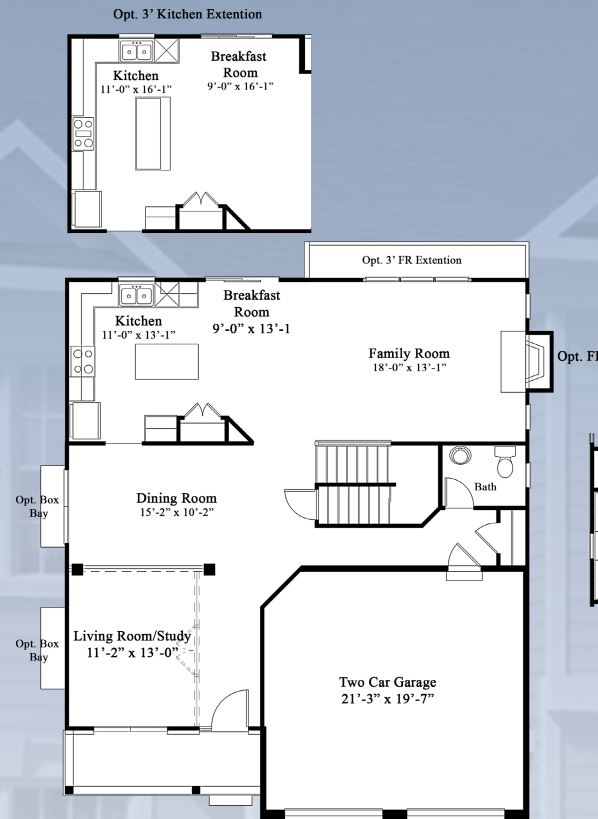 Opt. 3' Kitchen Extention
Kitchen
11'-0" x 16'-1"
Breakfast
Room
9'-0" x 16'-1"
Opt. 3' FR Extention
Kitchen
11'-0" x 13'-1"
Breakfast
Room
9'-0" x 13'-1
Family Room
18'-0" x 13'-1"
Opt.
Dining Room
15'-2" x 10'-2"
Bath
Opt. Box
Bay
Living Room/Study
11'-2" x 13'-0"
Opt. Box
Bay
Two Car Garage
21'-3" x 19'-7"